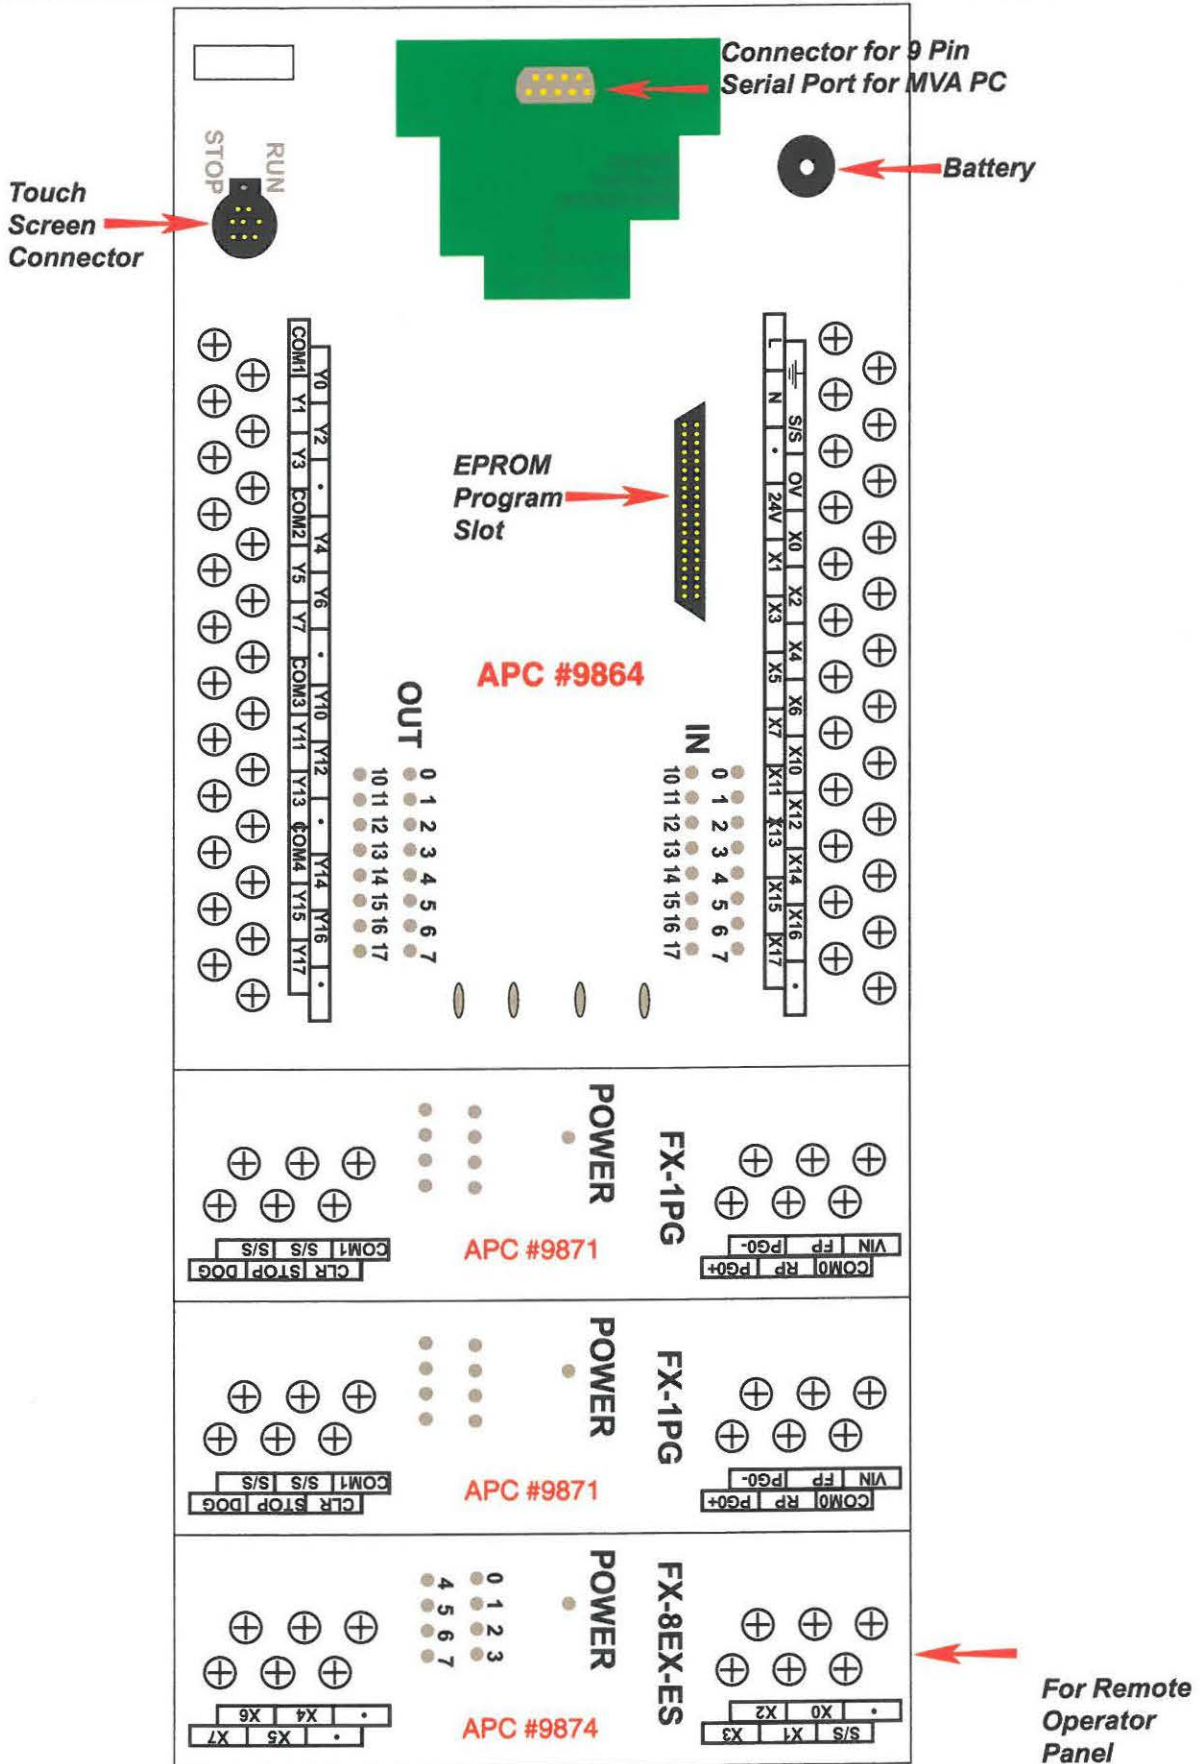 Connector for 9 Pin
Serial Port for MVA PC
STOP
RUN
Battery
Touch
Screen
Connector
COM1 Y1 Y3 COM2 Y5 Y7 COM3 Y11 Y13 COM4 Y15 Y17
Y0 Y2 • Y4 Y6 • Y10 Y12 • Y14 Y16 •
EPROM
Program
Slot
L N • 24V X1 X3 X5 X7 X11 X13 X15 X17
S/S OV X0 X2 X4 X6 X10 X12 X14 X16 •
APC #9864
OUT
10 11 12 13 14 15 16 17
0 1 2 3 4 5 6 7
IN
10 11 12 13 14 15 16 17
0 1 2 3 4 5 6 7
POWER
FX-1PG
APC #9871
COM1 S/S S/S
CLR STOP DOG
VIN FP PG0-
COM0 RP PG0+
POWER
FX-1PG
APC #9871
COM1 S/S S/S
CLR STOP DOG
VIN FP PG0-
COM0 RP PG0+
4 5 6 7
0 1 2 3
POWER
FX-8EX-ES
APC #9874
• X4 X6
• X5 X7
• X0 X2
S/S X1 X3
For Remote
Operator
Panel